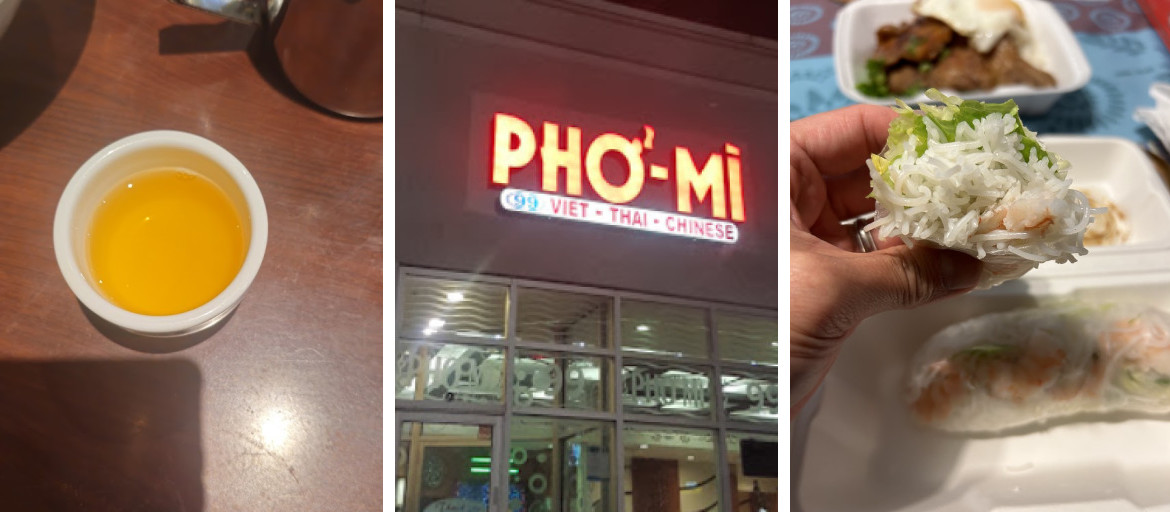 PHỞ-Mì
99 VIET - THAI - CHINESE